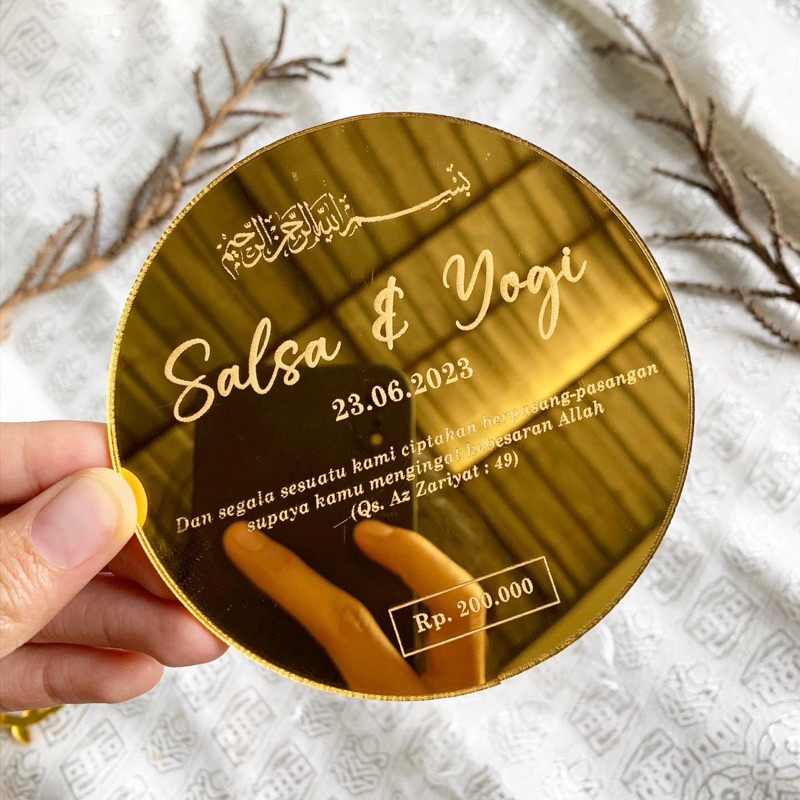 بسم الله الرحمن الرحيم
Salsa & Yogi
23.06.2023
Dan segala sesuatu kami ciptakan berpasang-pasangan
supaya kamu mengingat kebesaran Allah
(Qs. Az Zariyat : 49)
Rp. 200.000